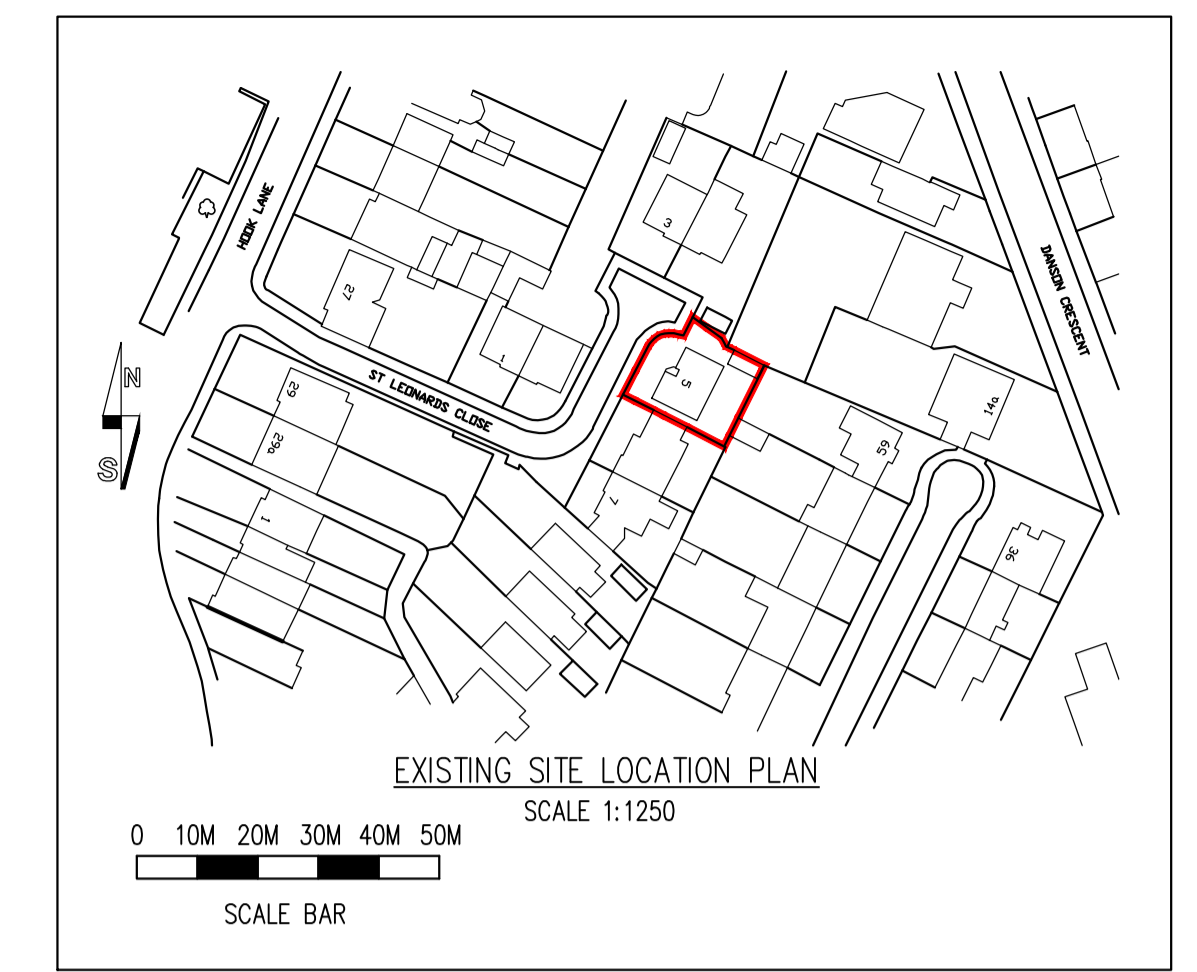 HOOK LANE
3
DANSON CRESCENT
27
1
ST LEONARDS CLOSE
5
N
S
29
29a
14a
59
7
1
36
EXISTING SITE LOCATION PLAN
SCALE 1:1250
0 10M 20M 30M 40M 50M
SCALE BAR